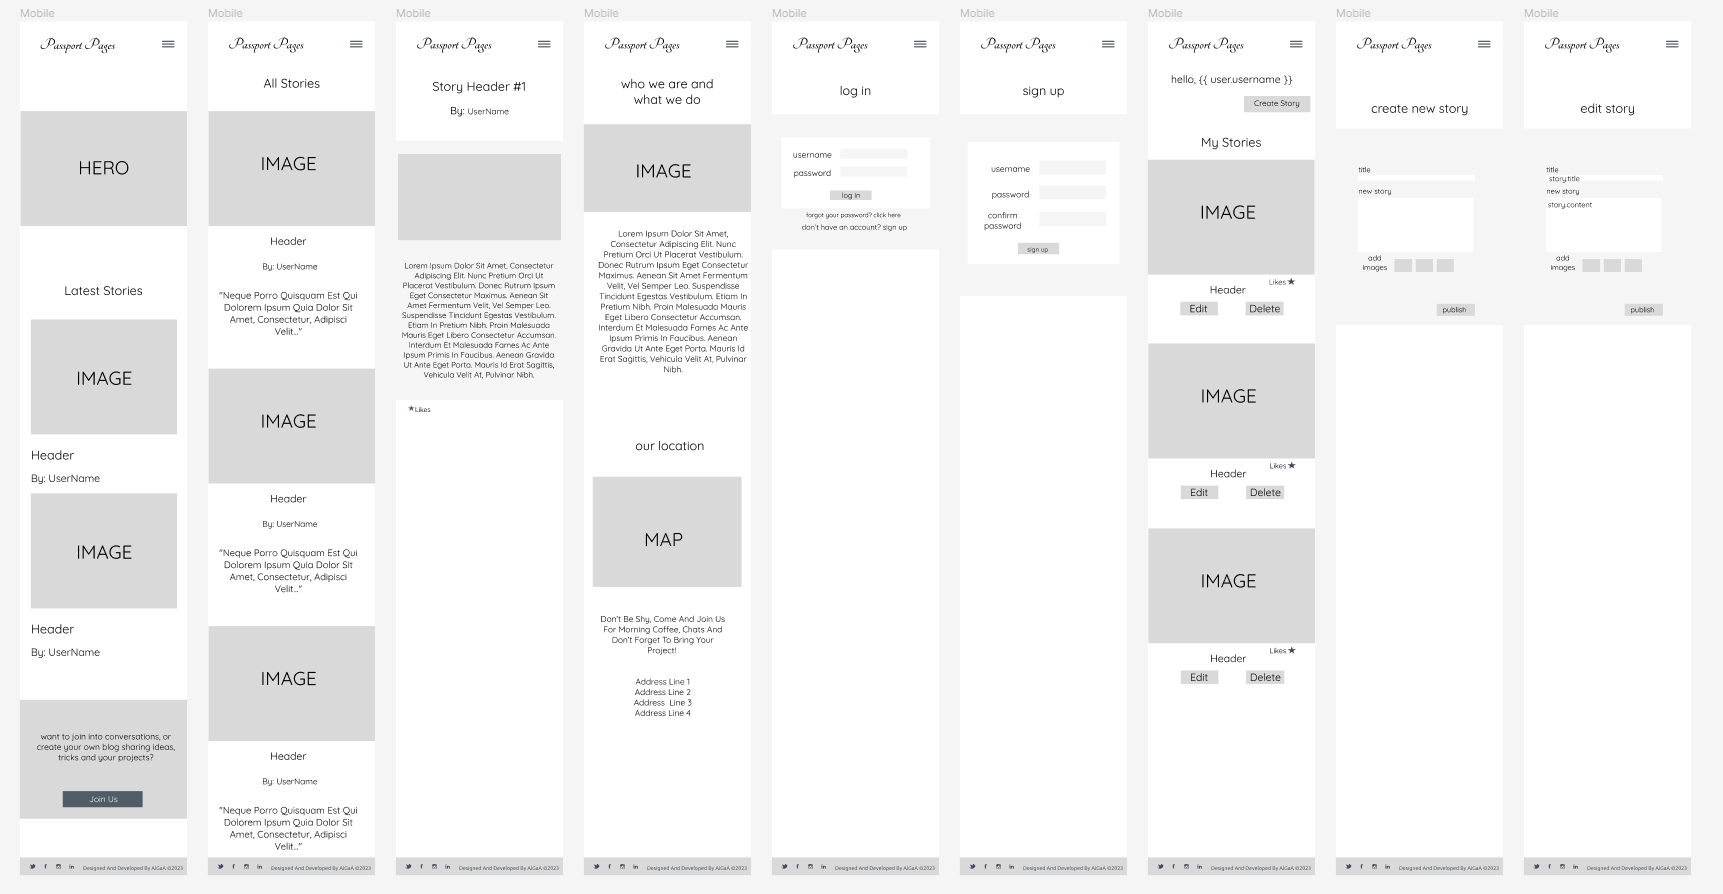 Mobile
Passport Pages
HERO
Latest Stories
IMAGE
Header
By: UserName
IMAGE
Header
By: UserName
want to join into conversations, or
create your own blog sharing ideas,
tricks and your projects?
Join Us
Designed And Developed By AlGaA ©2023
Mobile
Passport Pages
All Stories
IMAGE
Header
By: UserName
"Neque Porro Quisquam Est Qui
Dolorem Ipsum Quia Dolor Sit
Amet, Consectetur, Adipisci
Velit..."
IMAGE
Header
By: UserName
"Neque Porro Quisquam Est Qui
Dolorem Ipsum Quia Dolor Sit
Amet, Consectetur, Adipisci
Velit..."
IMAGE
Header
By: UserName
"Neque Porro Quisquam Est Qui
Dolorem Ipsum Quia Dolor Sit
Amet, Consectetur, Adipisci
Velit..."
Designed And Developed By AlGaA ©2023
Mobile
Passport Pages
Story Header #1
By: UserName
Lorem Ipsum Dolor Sit Amet, Consectetur
Adipiscing Elit. Nunc Pretium Orci Ut
Placerat Vestibulum. Donec Rutrum Ipsum
Eget Consectetur Maximus. Aenean Sit
Amet Fermentum Velit, Vel Semper Leo.
Suspendisse Tincidunt Egestas Vestibulum.
Etiam In Pretium Nibh. Proin Malesuada
Mauris Eget Libero Consectetur Accumsan.
Interdum Et Malesuada Fames Ac Ante
Ipsum Primis In Faucibus. Aenean Gravida
Ut Ante Eget Porta. Mauris Id Erat Sagittis,
Vehicula Velit At, Pulvinar Nibh.
Likes
Designed And Developed By AlGaA ©2023
Mobile
Passport Pages
who we are and
what we do
IMAGE
Lorem Ipsum Dolor Sit Amet,
Consectetur Adipiscing Elit. Nunc
Pretium Orci Ut Placerat Vestibulum.
Donec Rutrum Ipsum Eget Consectetur
Maximus. Aenean Sit Amet Fermentum
Velit, Vel Semper Leo. Suspendisse
Tincidunt Egestas Vestibulum. Etiam In
Pretium Nibh. Proin Malesuada Mauris
Eget Libero Consectetur Accumsan.
Interdum Et Malesuada Fames Ac Ante
Ipsum Primis In Faucibus. Aenean
Gravida Ut Ante Eget Porta. Mauris Id
Erat Sagittis, Vehicula Velit At, Pulvinar
Nibh.
our location
MAP
Don't Be Shy, Come And Join Us
For Morning Coffee, Chats And
Don't Forget To Bring Your
Project!
Address Line 1
Address Line 2
Address Line 3
Address Line 4
Designed And Developed By AlGaA ©2023
Mobile
Passport Pages
log in
username
password
log in
forgot your password? click here
don't have an account? sign up
Designed And Developed By AlGaA ©2023
Mobile
Passport Pages
sign up
username
password
confirm
password
sign up
Designed And Developed By AlGaA ©2023
Mobile
Passport Pages
hello, {{ user.username }}
Create Story
My Stories
IMAGE
Likes
Header
Edit Delete
IMAGE
Likes
Header
Edit Delete
IMAGE
Likes
Header
Edit Delete
Designed And Developed By AlGaA ©2023
Mobile
Passport Pages
create new story
title
new story
add
images
publish
Designed And Developed By AlGaA ©2023
Mobile
Passport Pages
edit story
title
story.title
new story
story.content
add
images
publish
Designed And Developed By AlGaA ©2023